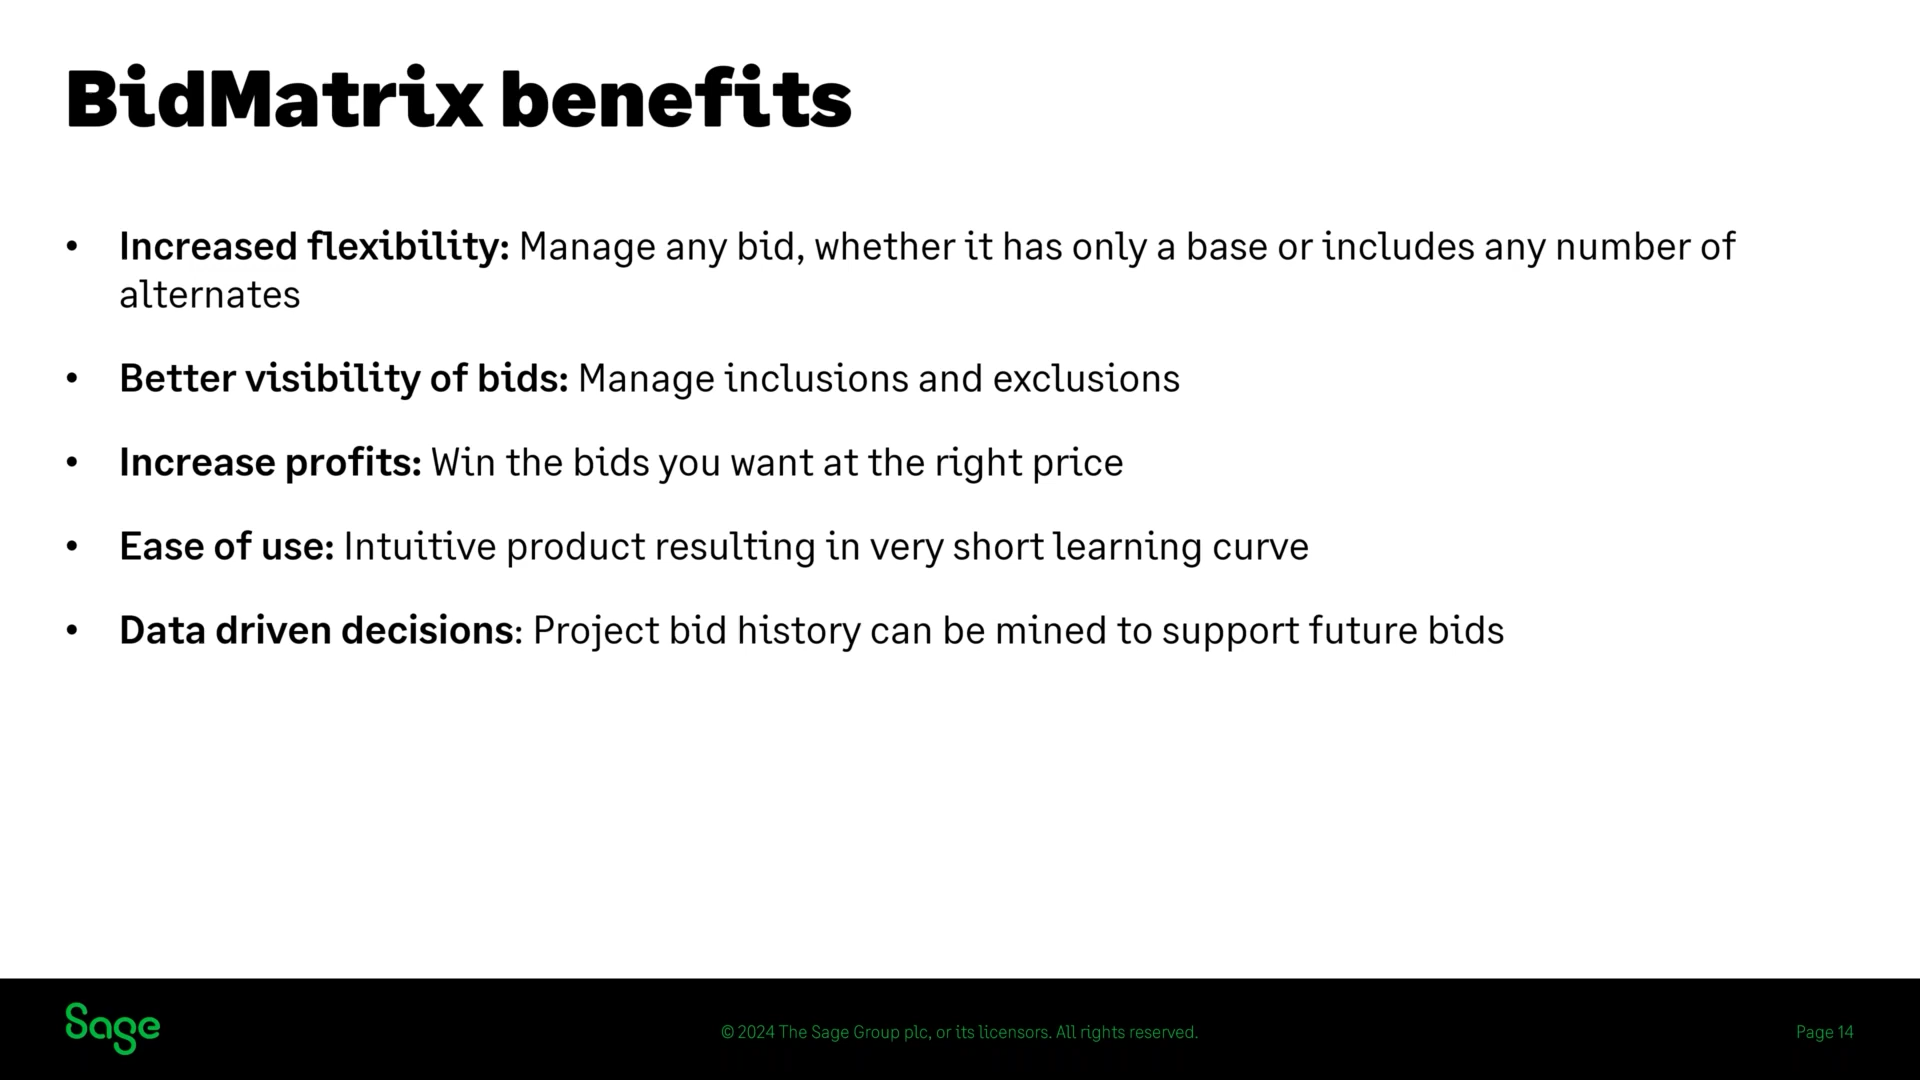 BidMatrix benefits
• Increased flexibility: Manage any bid, whether it has only a base or includes any number of
alternates
• Better visibility of bids: Manage inclusions and exclusions
• Increase profits: Win the bids you want at the right price
• Ease of use: Intuitive product resulting in very short learning curve
• Data driven decisions: Project bid history can be mined to support future bids
Sage
© 2024 The Sage Group plc, or its licensors. All rights reserved.
Page 14